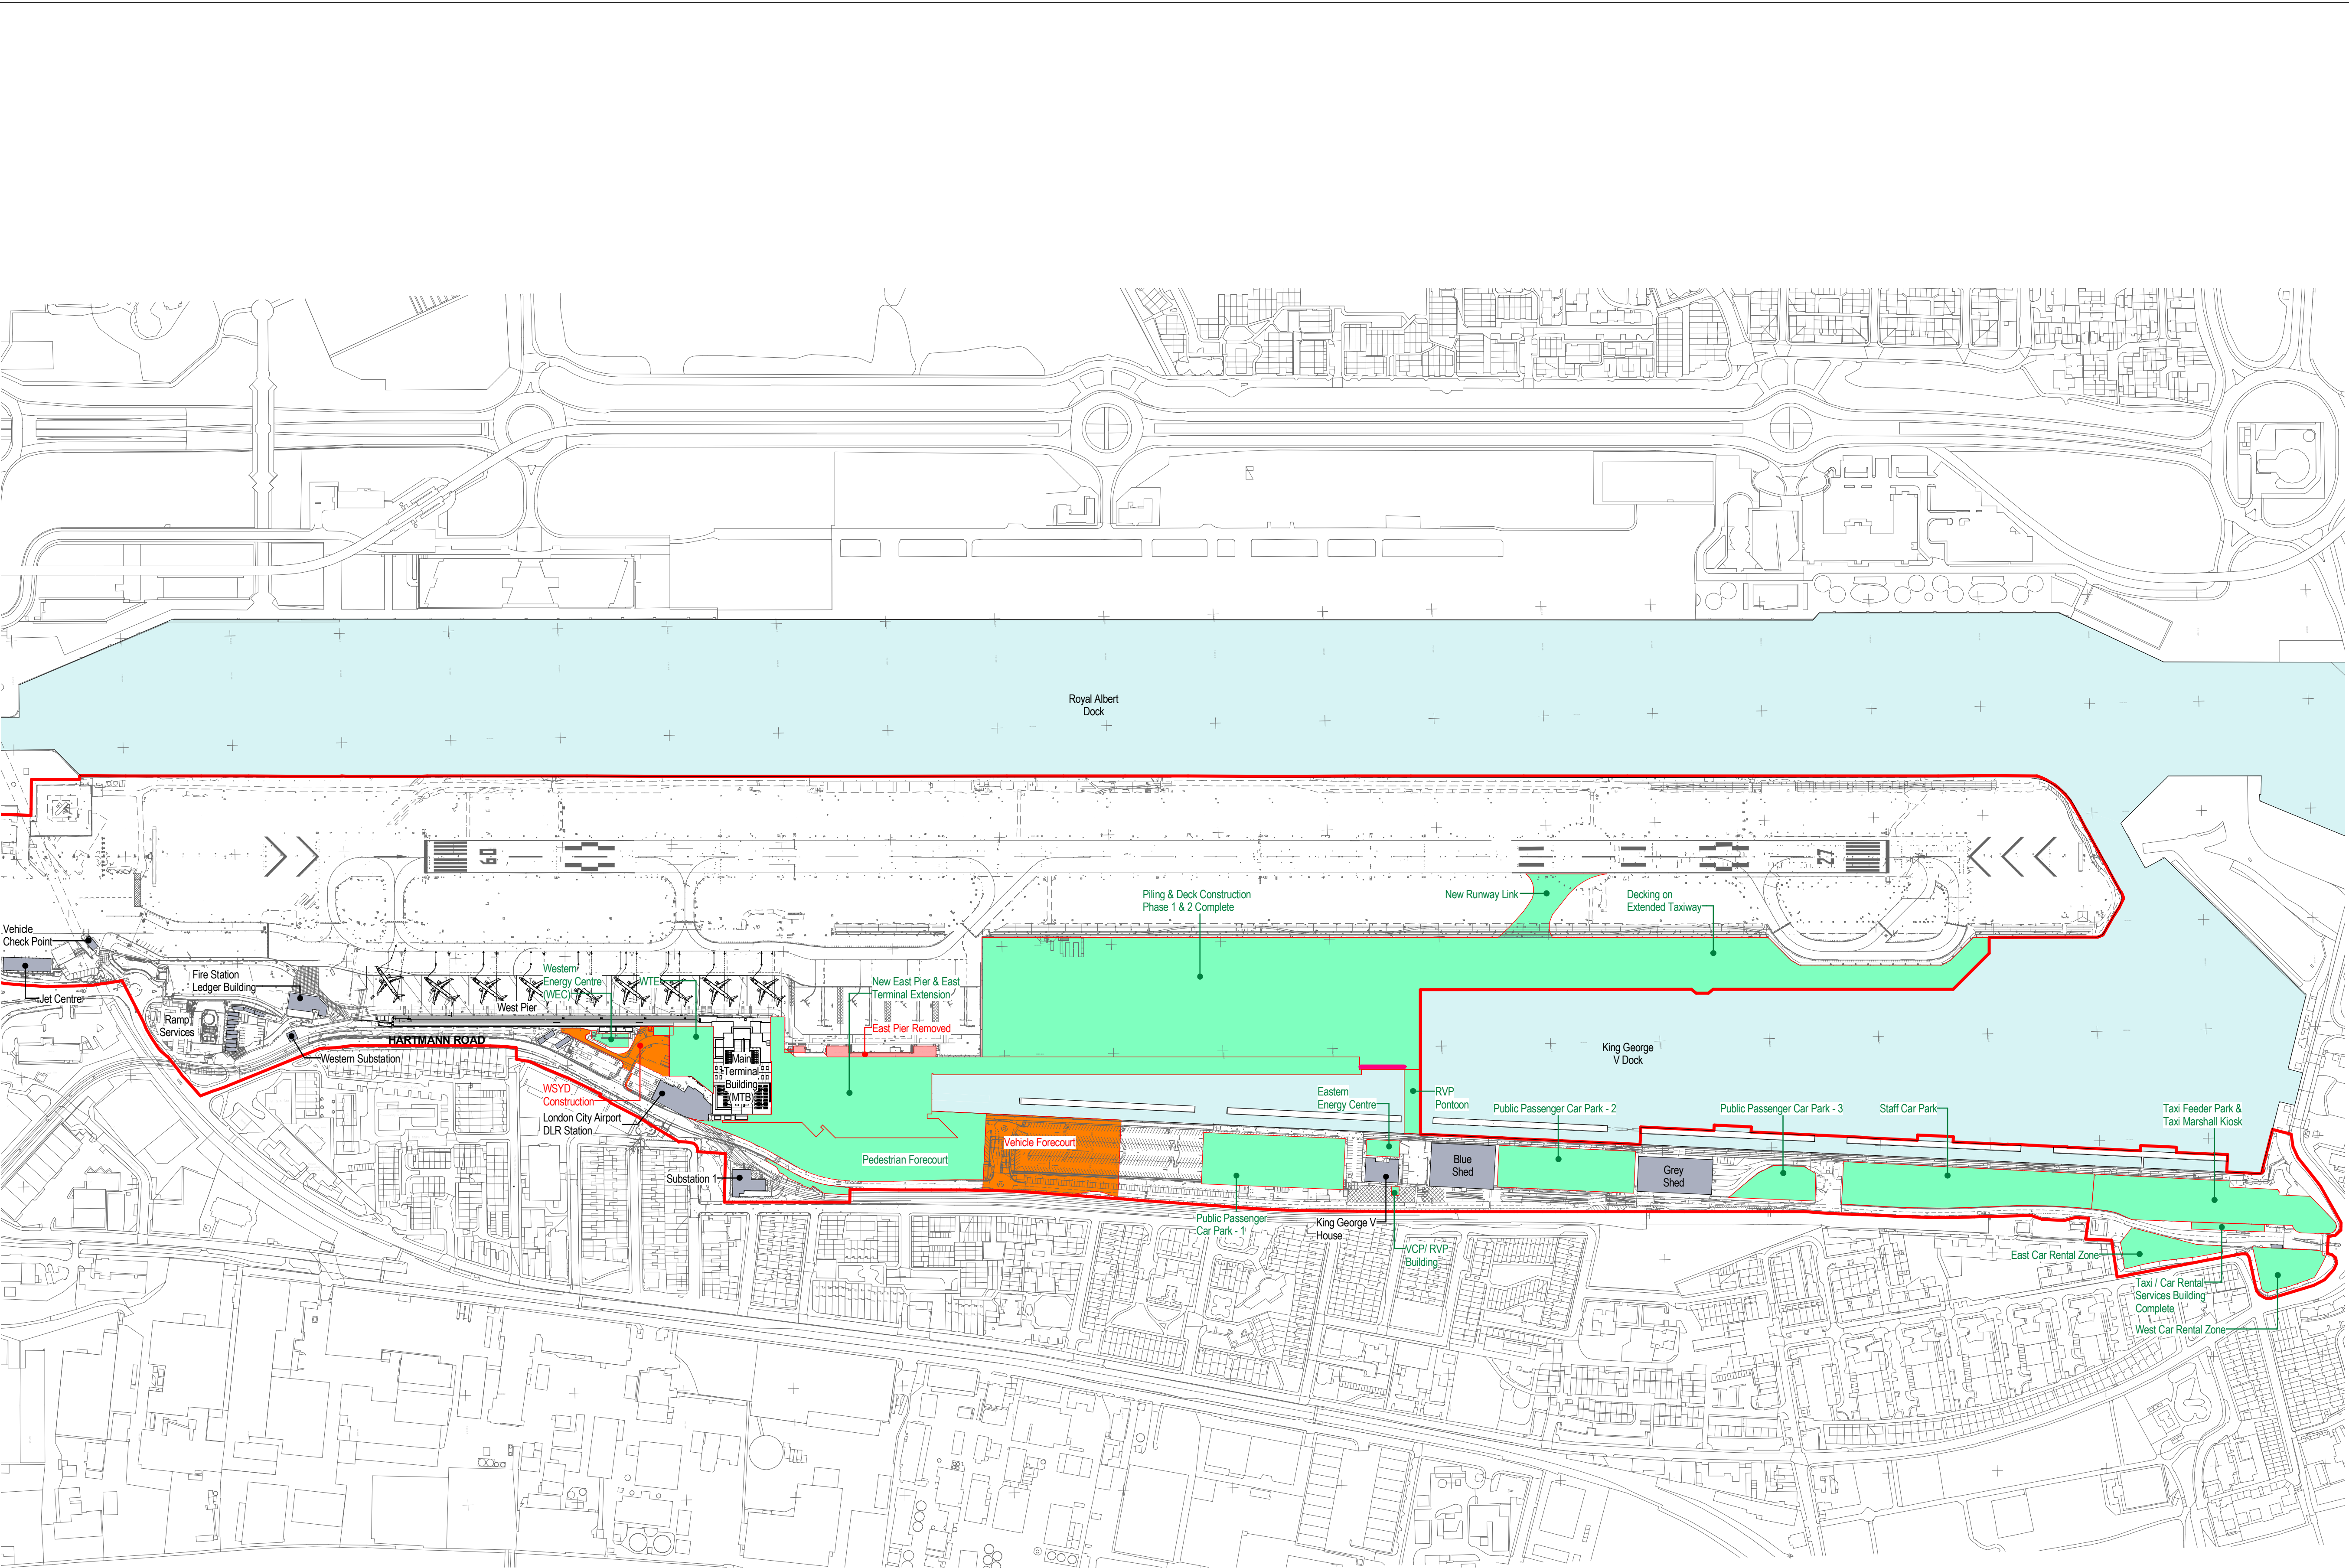 Royal Albert
Dock
09
27
Piling & Deck Construction
Phase 1 & 2 Complete
New Runway Link
Decking on
Extended Taxiway
Vehicle
Check Point
Jet Centre
Fire Station
Ledger Building
Ramp
Services
Western Substation
HARTMANN ROAD
West Pier
Western
Energy Centre
(WEC)
WTE
New East Pier & East
Terminal Extension
East Pier Removed
Main
Terminal
Building
(MTB)
WSYD
Construction
London City Airport
DLR Station
Substation 1
Pedestrian Forecourt
Vehicle Forecourt
King George
V Dock
Eastern
Energy Centre
RVP
Pontoon
Public Passenger Car Park - 2
Public Passenger Car Park - 3
Staff Car Park
Taxi Feeder Park &
Taxi Marshall Kiosk
Blue
Shed
Grey
Shed
Public Passenger
Car Park - 1
King George V
House
VCP/ RVP
Building
East Car Rental Zone
Taxi / Car Rental
Services Building
Complete
West Car Rental Zone